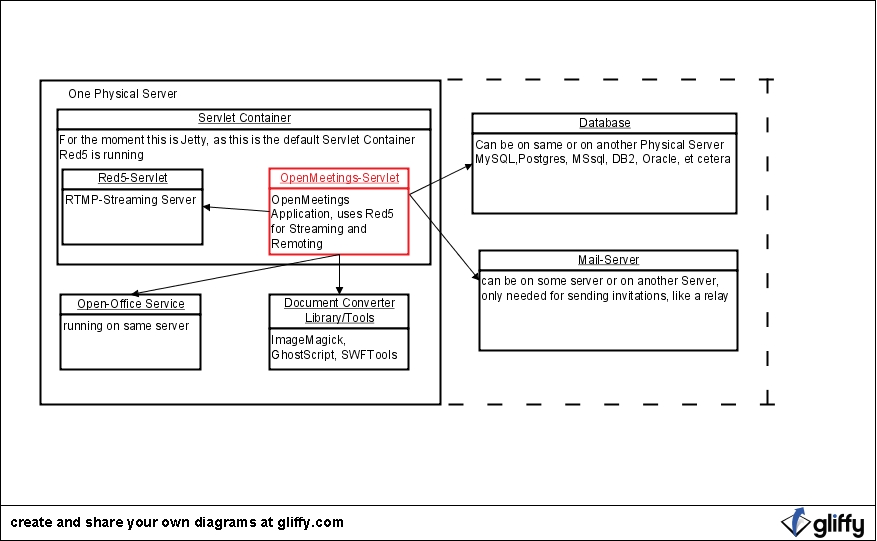 One Physical Server
Servlet Container
For the moment this is Jetty, as this is the default Servlet Container
Red5 is running
Red5-Servlet
RTMP-Streaming Server
OpenMeetings-Servlet
OpenMeetings
Application, uses Red5
for Streaming and
Remoting
Open-Office Service
running on same server
Document Converter
Library/Tools
ImageMagick,
GhostScript, SWFTools
Database
Can be on same or on another Physical Server
MySQL,Postgres, MSsql, DB2, Oracle, et cetera
Mail-Server
can be on some server or on another Server,
only needed for sending invitations, like a relay
create and share your own diagrams at gliffy.com
gliffy